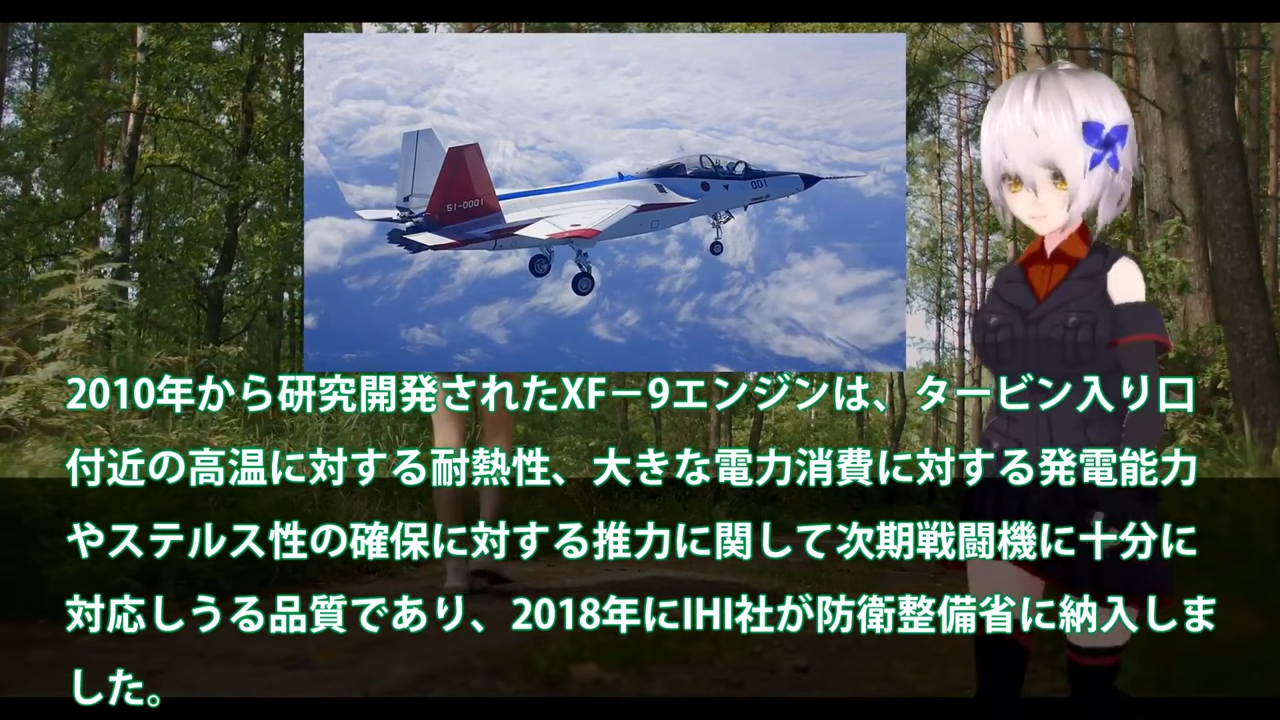 51-0001
001
2010年から研究開発されたXF－9エンジンは、タービン入り口
付近の高温に対する耐熱性、大きな電力消費に対する発電能力
やステルス性の確保に対する推力に関して次期戦闘機に十分に
対応しうる品質であり、2018年にIHI社が防衛整備省に納入しま
した。